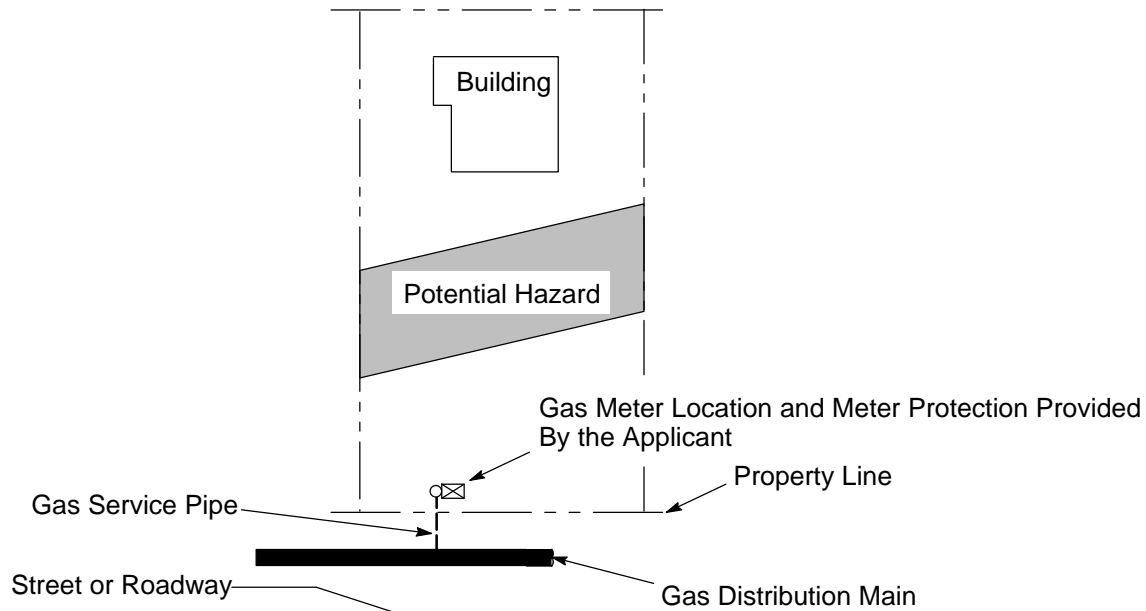 Building
Potential Hazard
Gas Meter Location and Meter Protection Provided
By the Applicant
Property Line
Gas Service Pipe
Street or Roadway
Gas Distribution Main